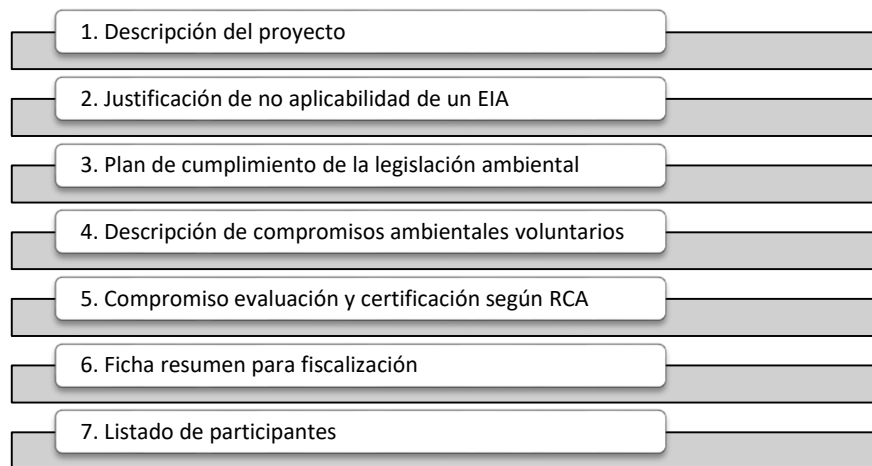 1. Descripción del proyecto
2. Justificación de no aplicabilidad de un EIA
3. Plan de cumplimiento de la legislación ambiental
4. Descripción de compromisos ambientales voluntarios
5. Compromiso evaluación y certificación según RCA
6. Ficha resumen para fiscalización
7. Listado de participantes